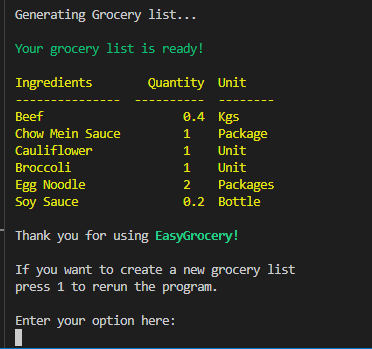 Generating Grocery list...
Your grocery list is ready!
Ingredients Quantity Unit
--------------- ---------- --------
Beef 0.4 Kgs
Chow Mein Sauce 1 Package
Cauliflower 1 Unit
Broccoli 1 Unit
Egg Noodle 2 Packages
Soy Sauce 0.2 Bottle
Thank you for using EasyGrocery!
If you want to create a new grocery list
press 1 to rerun the program.
Enter your option here: